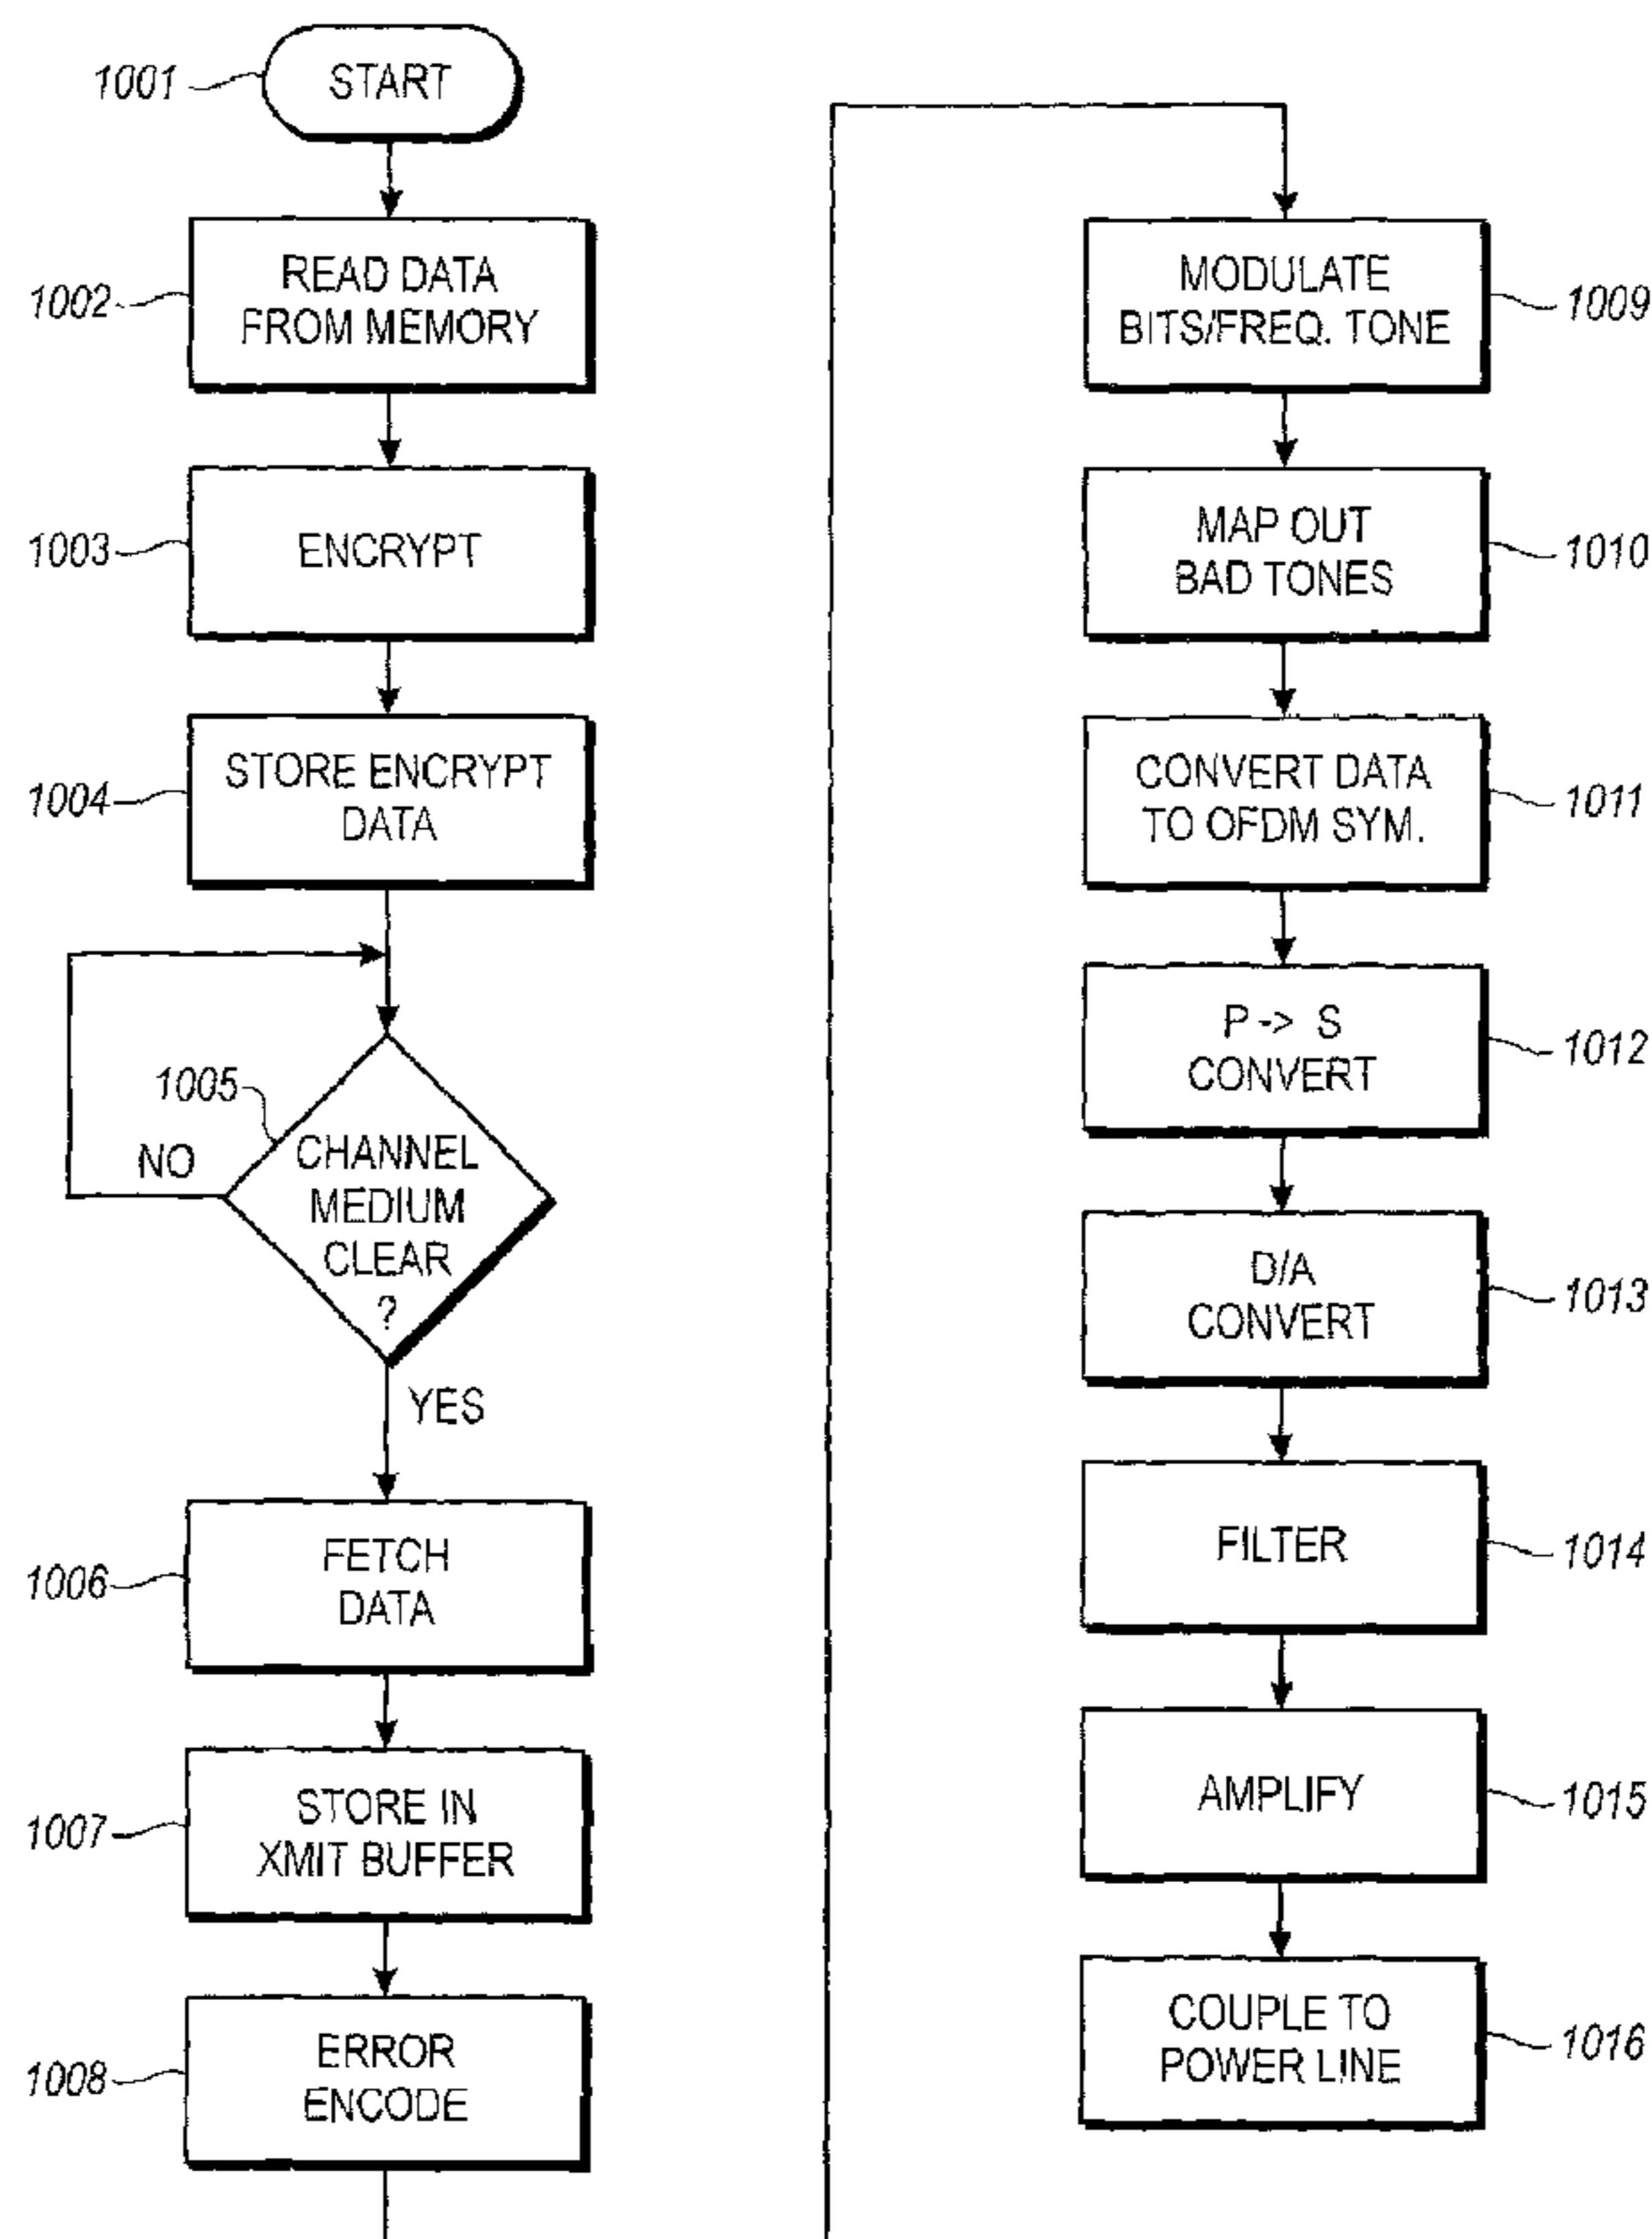 1001
START
1002
READ DATA
FROM MEMORY
1003
ENCRYPT
1004
STORE ENCRYPT
DATA
1005
NO
CHANNEL
MEDIUM
CLEAR
?
YES
1006
FETCH
DATA
1007
STORE IN
XMIT BUFFER
1008
ERROR
ENCODE
MODULATE
BITS/FREQ. TONE
1009
MAP OUT
BAD TONES
1010
CONVERT DATA
TO OFDM SYM.
1011
P -> S
CONVERT
1012
D/A
CONVERT
1013
FILTER
1014
AMPLIFY
1015
COUPLE TO
POWER LINE
1016